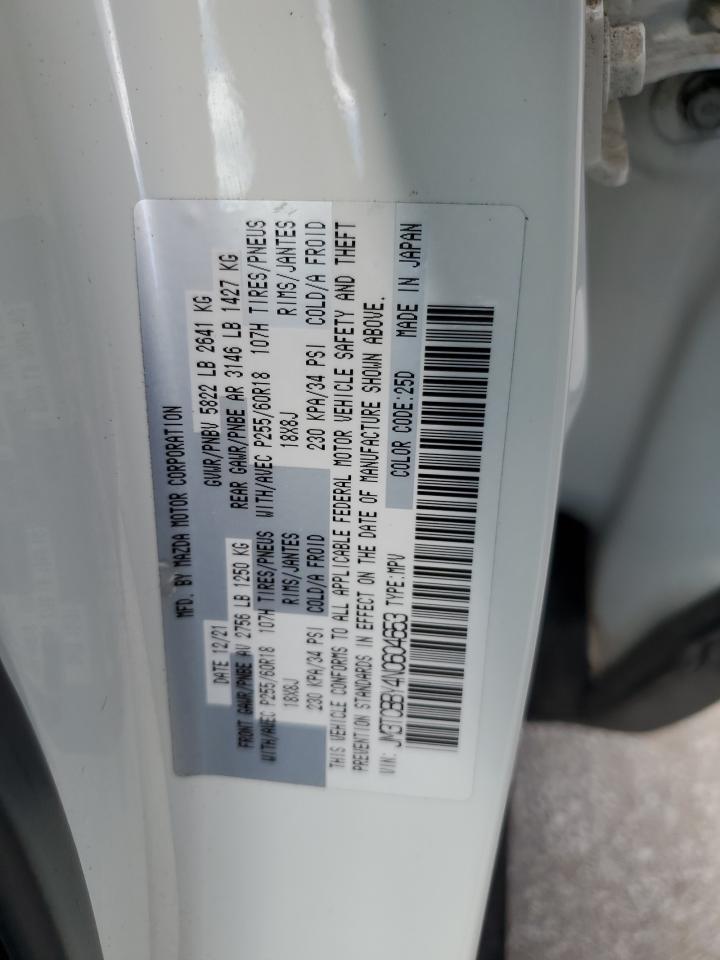 MFD. BY MAZDA MOTOR CORPORATION
DATE 12/21 GVWR/PNBV 5822 LB 2641 KG
FRONT GAWR/PNBE AV 2756 LB 1250 KG REAR GAWR/PNBE AR 3146 LB 1427 KG
WITH/AVEC P255/60R18 107H TIRES/PNEUS WITH/AVEC P255/60R18 107H TIRES/PNEUS
18X8J RIMS/JANTES 18X8J RIMS/JANTES
230 KPA/34 PSI COLD/A FROID 230 KPA/34 PSI COLD/A FROID
THIS VEHICLE CONFORMS TO ALL APPLICABLE FEDERAL MOTOR VEHICLE SAFETY AND THEFT
PREVENTION STANDARDS IN EFFECT ON THE DATE OF MANUFACTURE SHOWN ABOVE.
VIN: JM3TCBBY4N0604653 TYPE:MPV COLOR CODE:25D MADE IN JAPAN